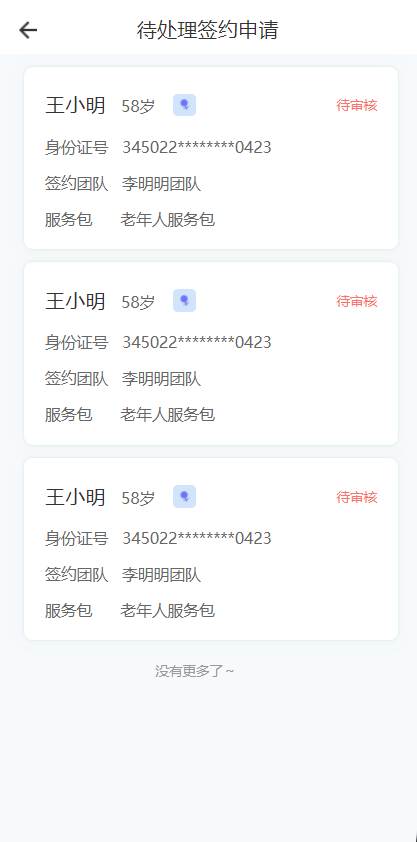 待处理签约申请
王小明 58岁 待审核
身份证号 345022********0423
签约团队 李明明团队
服务包 老年人服务包
王小明 58岁 待审核
身份证号 345022********0423
签约团队 李明明团队
服务包 老年人服务包
王小明 58岁 待审核
身份证号 345022********0423
签约团队 李明明团队
服务包 老年人服务包
没有更多了~